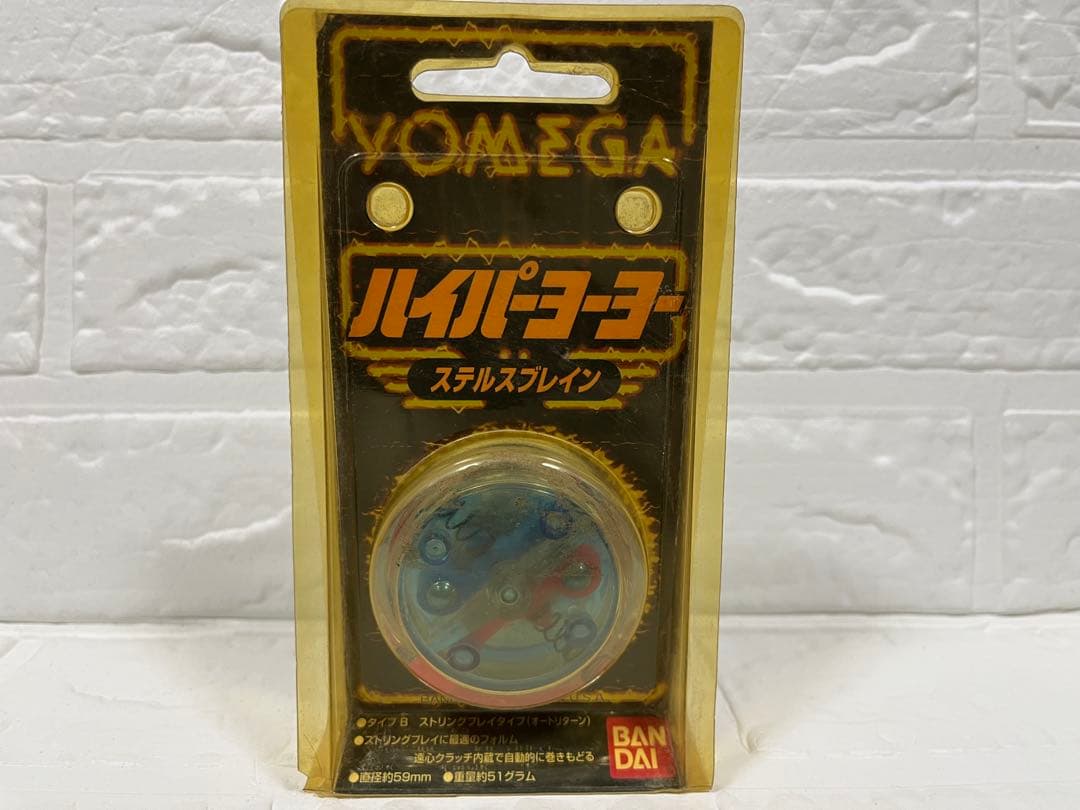 YOMEGA
ハイパーヨーヨー
ステルスブレイン
●タイプB ストリングプレイタイプ(オートリターン)
●ストリングプレイに最適のフォルム
遠心クラッチ内蔵で自動的に巻きもどる
●直径約59mm ●重量約51グラム
BAN
DAI